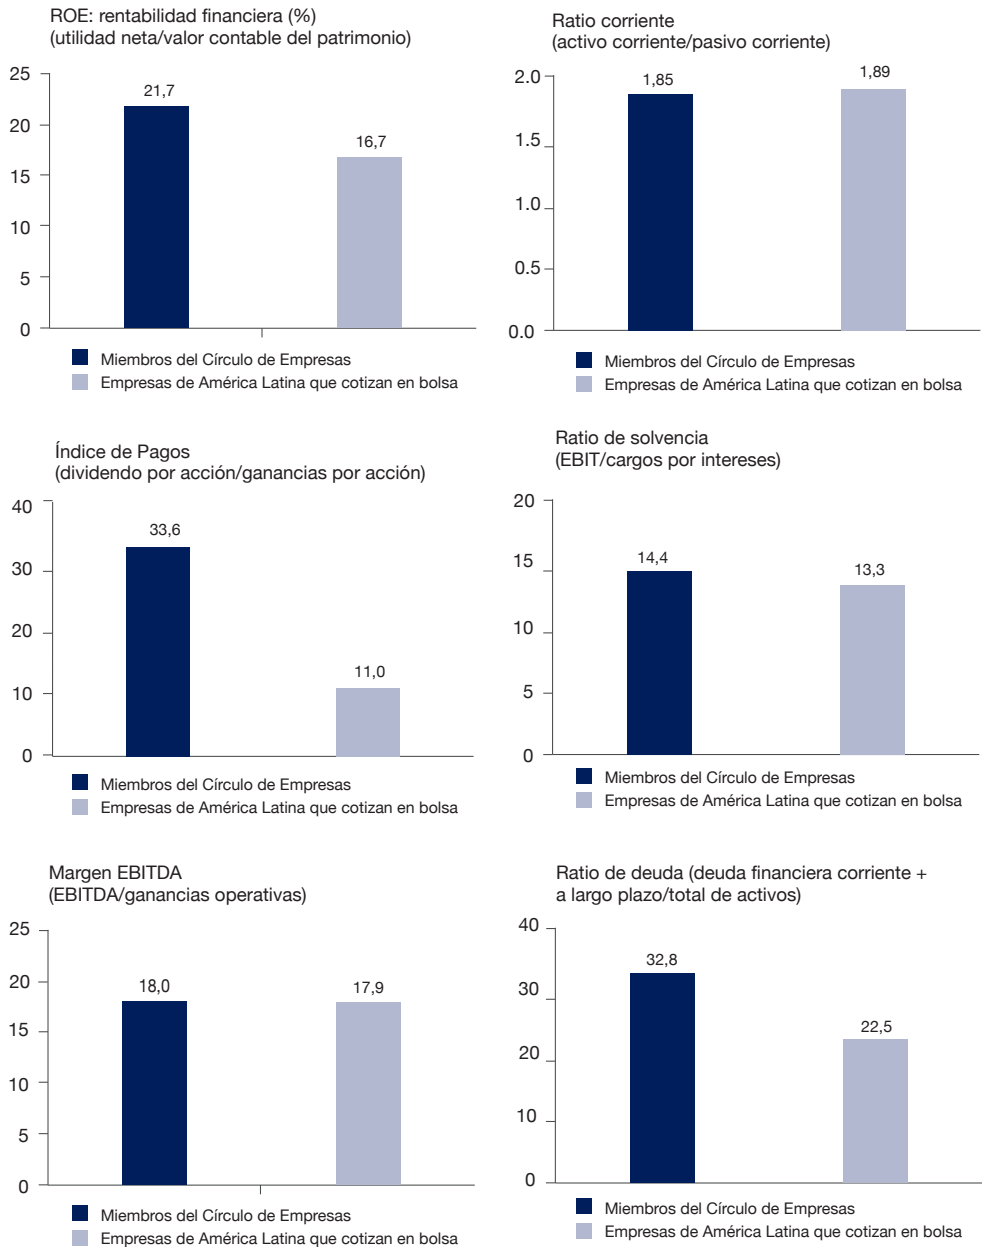 ROE: rentabilidad financiera (%)
(utilidad neta/valor contable del patrimonio)
25
20
15
10
5
0
21,7
16,7
Miembros del Círculo de Empresas
Empresas de América Latina que cotizan en bolsa
Ratio corriente
(activo corriente/pasivo corriente)
2.0
1.5
1.0
0.5
0.0
1,85
1,89
Miembros del Círculo de Empresas
Empresas de América Latina que cotizan en bolsa
Índice de Pagos
(dividendo por acción/ganancias por acción)
40
30
20
10
0
33,6
11,0
Miembros del Círculo de Empresas
Empresas de América Latina que cotizan en bolsa
Ratio de solvencia
(EBIT/cargos por intereses)
20
15
10
5
0
14,4
13,3
Miembros del Círculo de Empresas
Empresas de América Latina que cotizan en bolsa
Margen EBITDA
(EBITDA/ganancias operativas)
25
20
15
10
5
0
18,0
17,9
Miembros del Círculo de Empresas
Empresas de América Latina que cotizan en bolsa
Ratio de deuda (deuda financiera corriente +
a largo plazo/total de activos)
40
30
20
10
0
32,8
22,5
Miembros del Círculo de Empresas
Empresas de América Latina que cotizan en bolsa